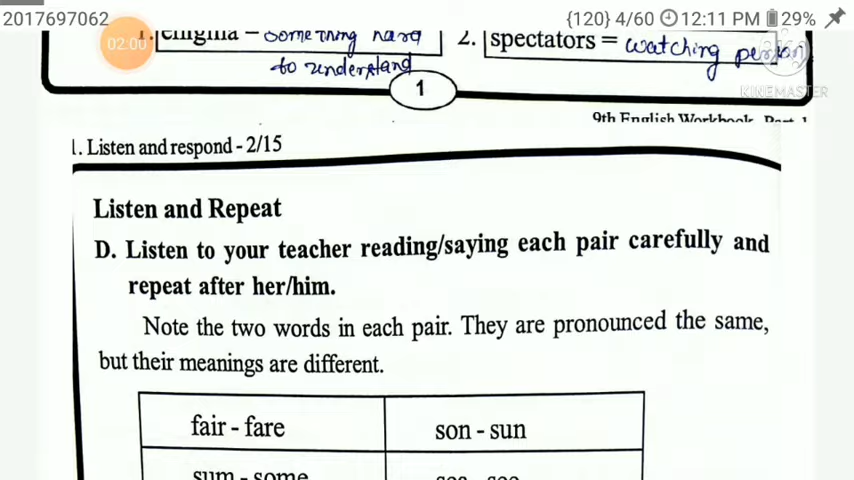 2017697062
{120} 4/60 12:11 PM 29%
02:00
1. enigma - something hard
to understand
2. spectators = watching person
KINEMASTER
1
9th English Workbook Part-1
1. Listen and respond - 2/15
Listen and Repeat
D. Listen to your teacher reading/saying each pair carefully and
repeat after her/him.
Note the two words in each pair. They are pronounced the same,
but their meanings are different.
fair - fare
son - sun
sum - some
sea - see